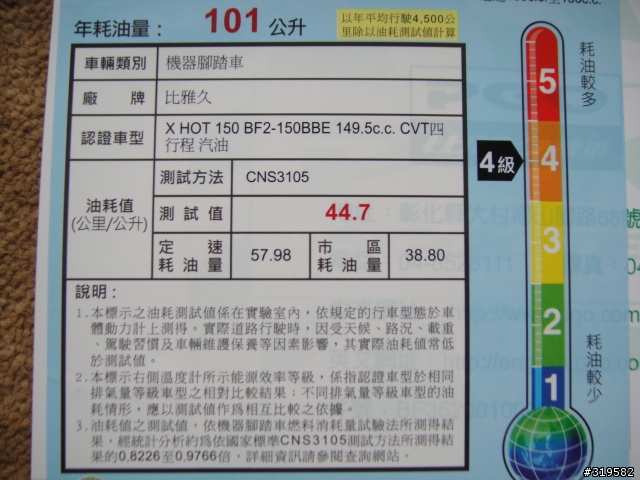 年耗油量： 101 公升
以年平均行駛4,500公
里除以油耗測試值計算
車輛類別 機器腳踏車
廠牌 比雅久
認證車型 X HOT 150 BF2-150BBE 149.5c.c. CVT四
行程 汽油
油耗值
(公里/公升)
測試方法 CNS3105
測試值 44.7
定速
耗油量 57.98
市區
耗油量 38.80
說明：
1.本標示之油耗測試值係在實驗室內，依規定的行車型態於車
體動力計上測得。實際道路行駛時，因受天候、路況、載重
、駕駛習慣及車輛維護保養等因素影響，其實際油耗值常低
於測試值。
2.本標示右側溫度計所示能源效率等級，係指認證車型於相同
排氣量等級車型之相對比較結果；不同排氣量等級車型的油
耗情形，應以測試值作為相互比較之依據。
3.油耗值之測試值，依機器腳踏車燃料消耗量試驗法所測得結
果，經統計分析約為依國家標準CNS3105測試方法所測得結果
的0.8226至0.9766倍，詳細資訊請參閱查詢網站。
耗油較多
5
4級
4
3
2
1
耗油較少
#319582